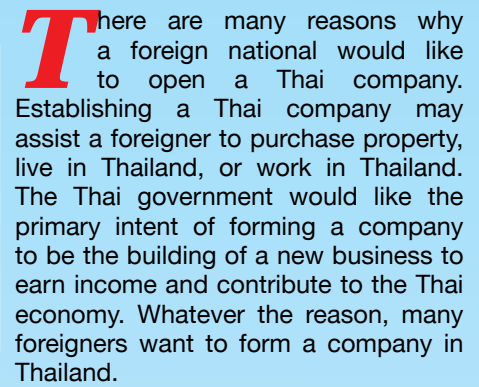 There are many reasons why
a foreign national would like
to open a Thai company.
Establishing a Thai company may
assist a foreigner to purchase property,
live in Thailand, or work in Thailand.
The Thai government would like the
primary intent of forming a company
to be the building of a new business to
earn income and contribute to the Thai
economy. Whatever the reason, many
foreigners want to form a company in
Thailand.